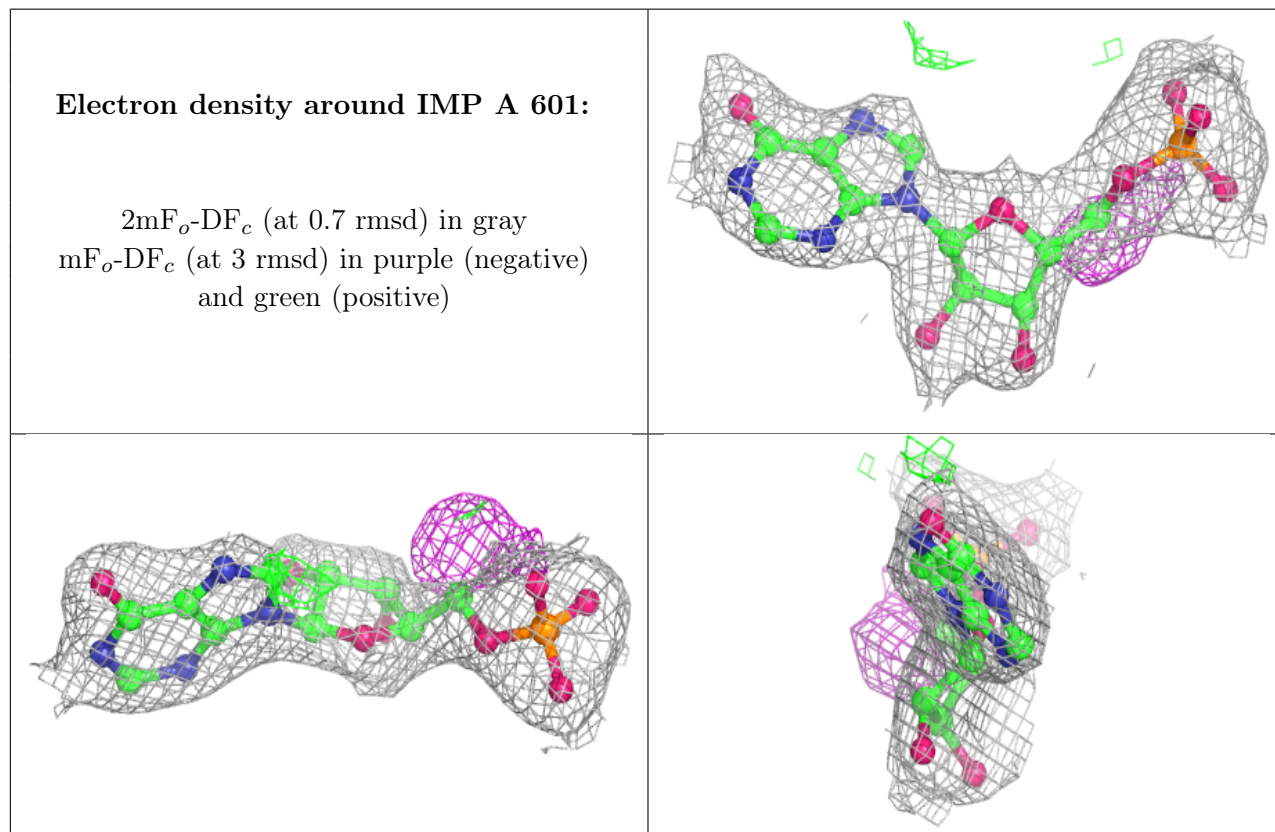 Electron density around IMP A 601:
2mFₒ-DF𝒸 (at 0.7 rmsd) in gray
mFₒ-DF𝒸 (at 3 rmsd) in purple (negative)
and green (positive)